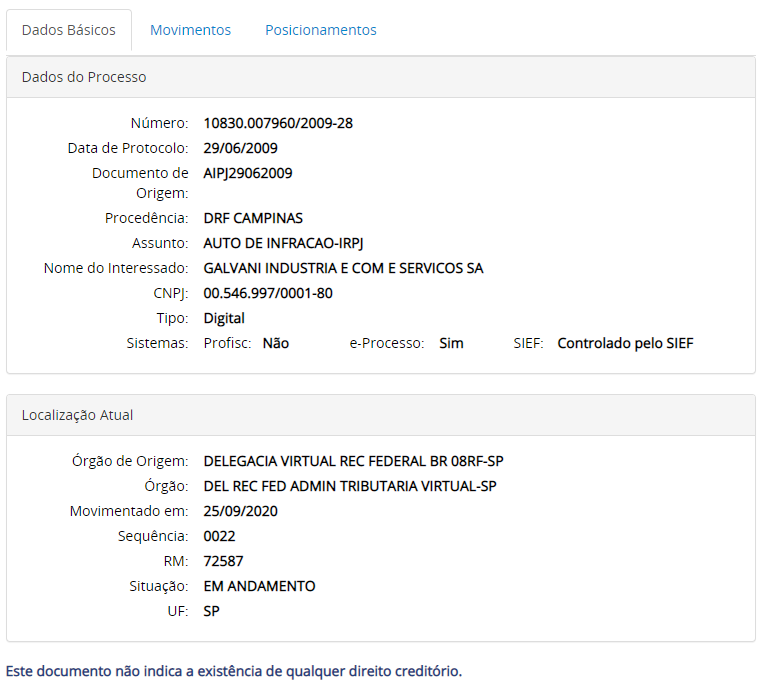 Dados Básicos Movimentos Posicionamentos
Dados do Processo
Número: 10830.007960/2009-28
Data de Protocolo: 29/06/2009
Documento de Origem: AIPJ29062009
Procedência: DRF CAMPINAS
Assunto: AUTO DE INFRACAO-IRPJ
Nome do Interessado: GALVANI INDUSTRIA E COM E SERVICOS SA
CNPJ: 00.546.997/0001-80
Tipo: Digital
Sistemas: Profisc: Não e-Processo: Sim SIEF: Controlado pelo SIEF
Localização Atual
Órgão de Origem: DELEGACIA VIRTUAL REC FEDERAL BR 08RF-SP
Órgão: DEL REC FED ADMIN TRIBUTARIA VIRTUAL-SP
Movimentado em: 25/09/2020
Sequência: 0022
RM: 72587
Situação: EM ANDAMENTO
UF: SP
Este documento não indica a existência de qualquer direito creditório.